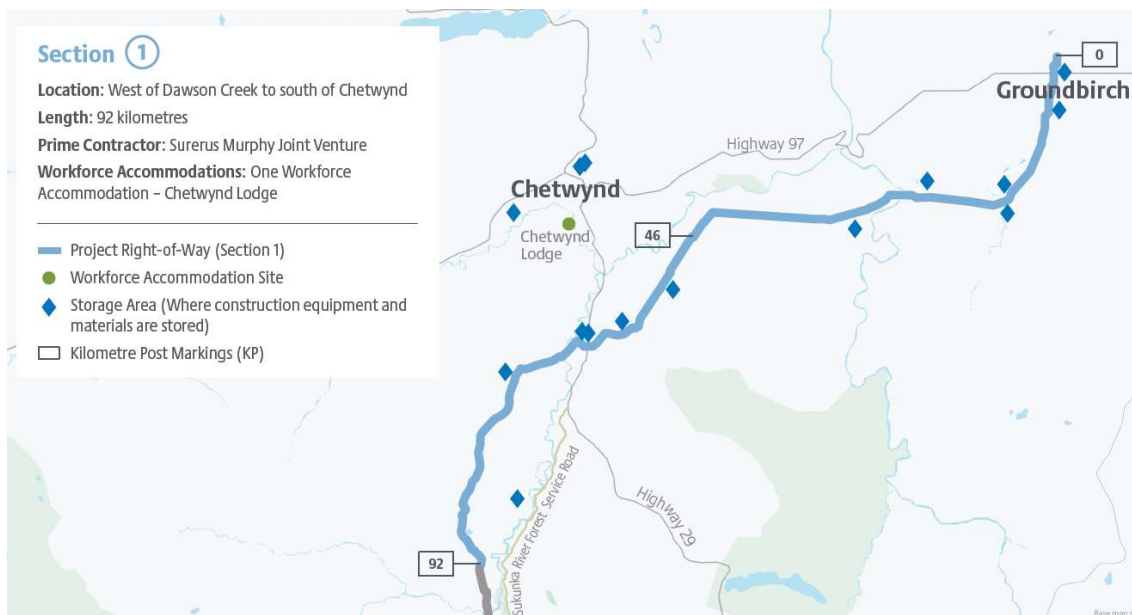 Section 1
Location: West of Dawson Creek to south of Chetwynd
Length: 92 kilometres
Prime Contractor: Surerus Murphy Joint Venture
Workforce Accommodations: One Workforce
Accommodation – Chetwynd Lodge
Project Right-of-Way (Section 1)
Workforce Accommodation Site
Storage Area (Where construction equipment and
materials are stored)
Kilometre Post Markings (KP)
0
Groundbirch
Highway 97
Chetwynd
46
Chetwynd
Lodge
Sukunka River Forest Service Road
Highway 29
92
Base map